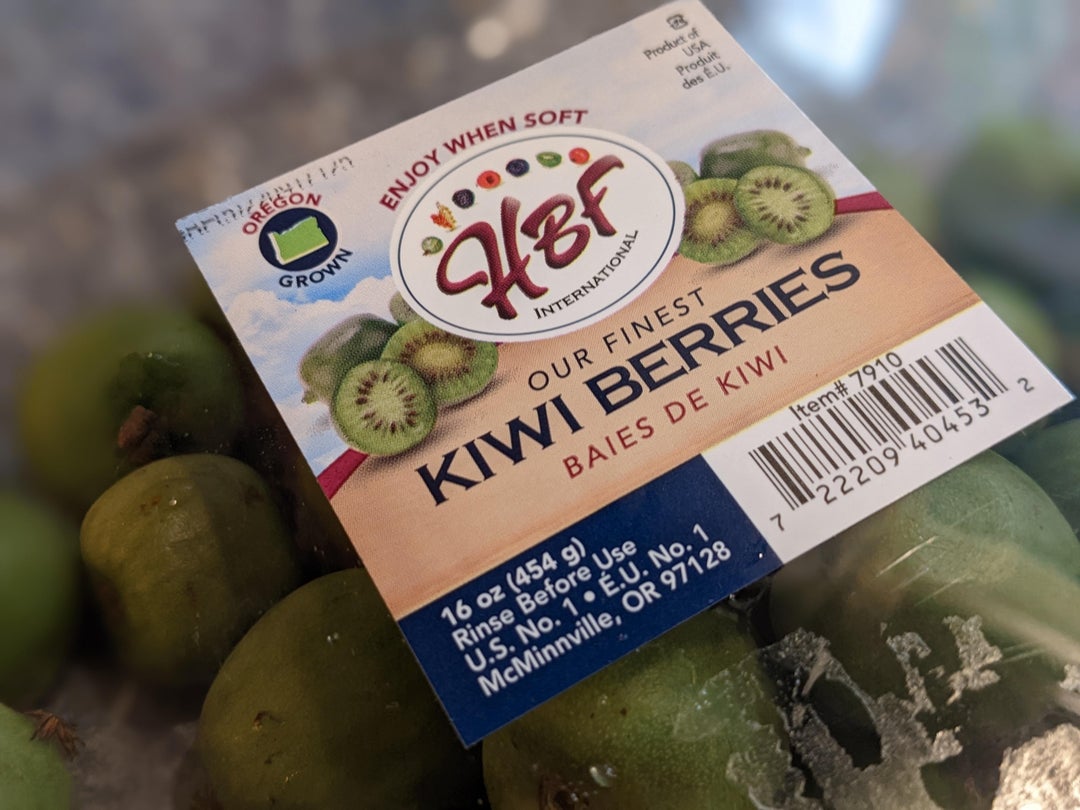 Product of
USA
Produit
des É.U.
ENJOY WHEN SOFT
OREGON
GROWN
HBF
INTERNATIONAL
OUR FINEST
KIWI BERRIES
BAIES DE KIWI
Item# 7910
7 22209 40453 2
16 oz (454 g)
Rinse Before Use
U.S. No. 1 • É.U. No. 1
McMinnville, OR 97128